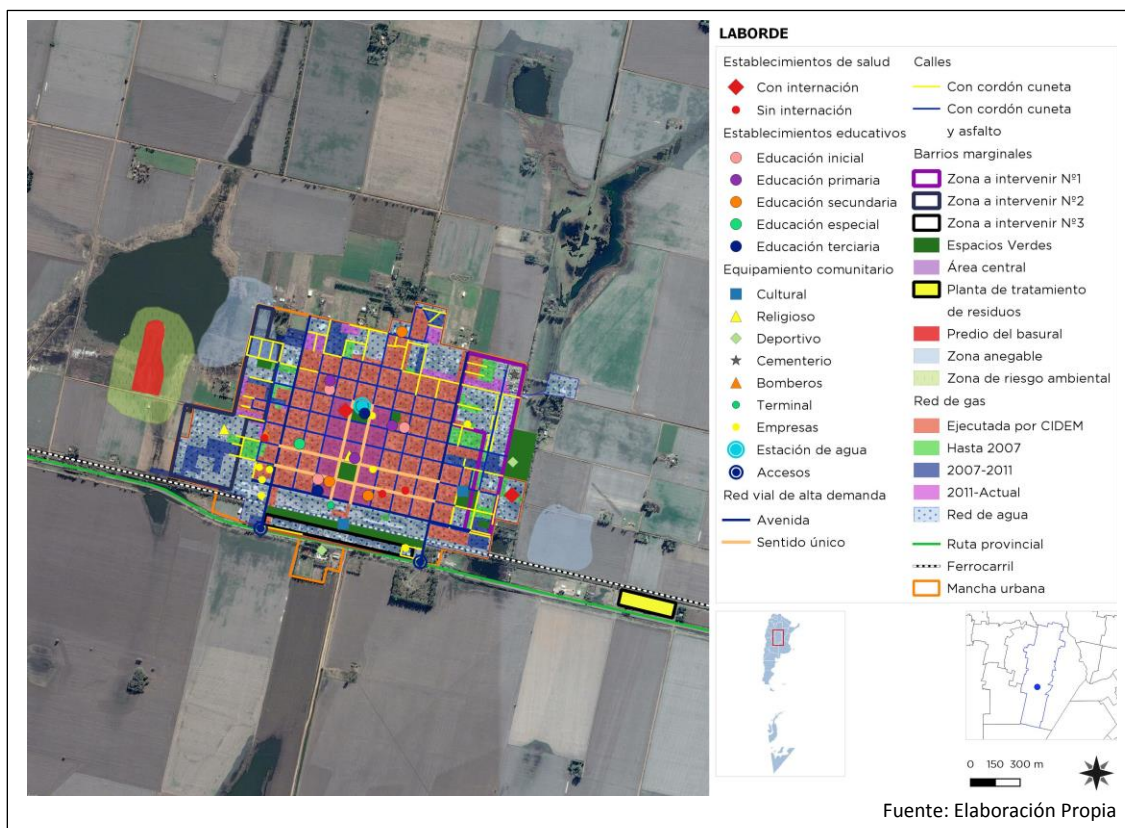 LABORDE
Establecimientos de salud
Con internación
Sin internación
Establecimientos educativos
Educación inicial
Educación primaria
Educación secundaria
Educación especial
Educación terciaria
Equipamiento comunitario
Cultural
Religioso
Deportivo
Cementerio
Bomberos
Terminal
Empresas
Estación de agua
Accesos
Red vial de alta demanda
Avenida
Sentido único
Calles
Con cordón cuneta
Con cordón cuneta
y asfalto
Barrios marginales
Zona a intervenir Nº1
Zona a intervenir Nº2
Zona a intervenir Nº3
Espacios Verdes
Área central
Planta de tratamiento
de residuos
Predio del basural
Zona anegable
Zona de riesgo ambiental
Red de gas
Ejecutada por CIDEM
Hasta 2007
2007-2011
2011-Actual
Red de agua
Ruta provincial
Ferrocarril
Mancha urbana
0 150 300 m
Fuente: Elaboración Propia